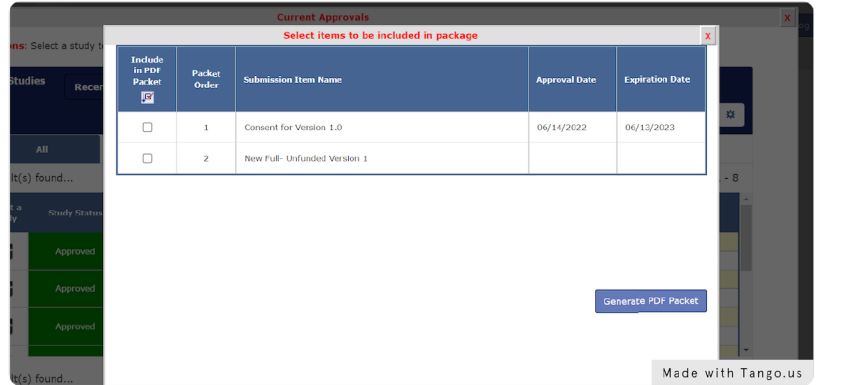 Current Approvals
x
ns: Select a study t
Select items to be included in package
x
Studies
Recer
Include in PDF Packet
Packet Order
Submission Item Name
Approval Date
Expiration Date
1
Consent for Version 1.0
06/14/2022
06/13/2023
2
New Full- Unfunded Version 1
All
lt(s) found...
- 8
t a
y
Study Status
Approved
Approved
Approved
Generate PDF Packet
lt(s) found...
Made with Tango.us